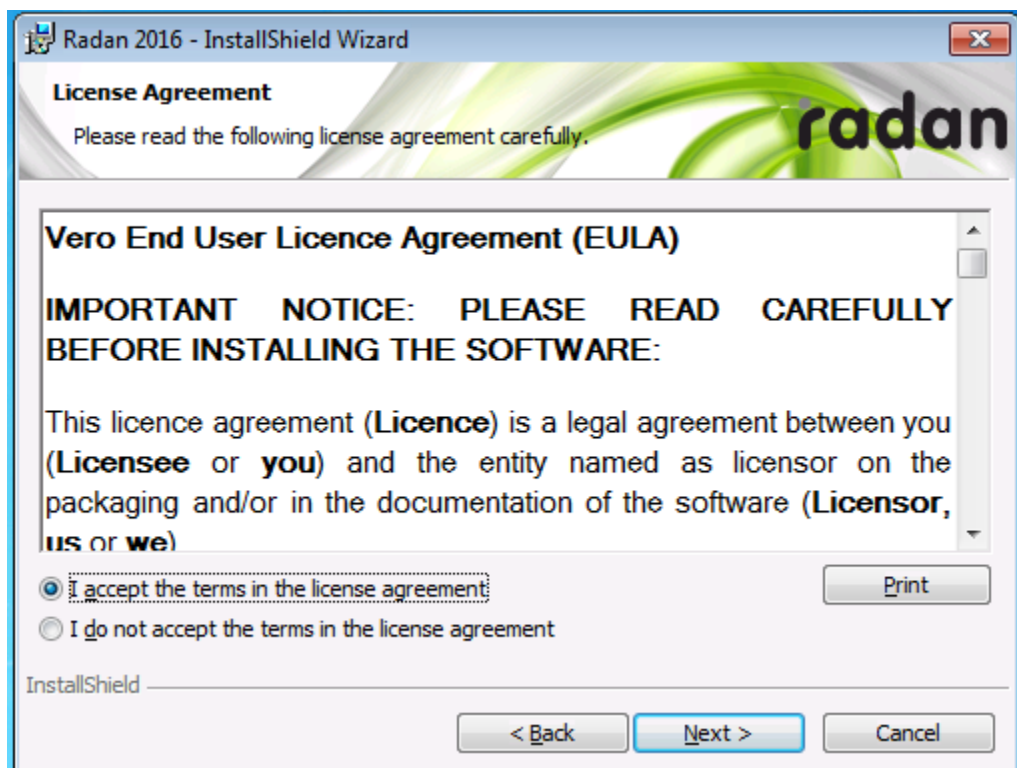 Radan 2016 - InstallShield Wizard
License Agreement
Please read the following license agreement carefully.
radan
Vero End User Licence Agreement (EULA)
IMPORTANT NOTICE: PLEASE READ CAREFULLY
BEFORE INSTALLING THE SOFTWARE:
This licence agreement (Licence) is a legal agreement between you
(Licensee or you) and the entity named as licensor on the
packaging and/or in the documentation of the software (Licensor,
us or we)
I accept the terms in the license agreement
Print
I do not accept the terms in the license agreement
InstallShield
< Back
Next >
Cancel